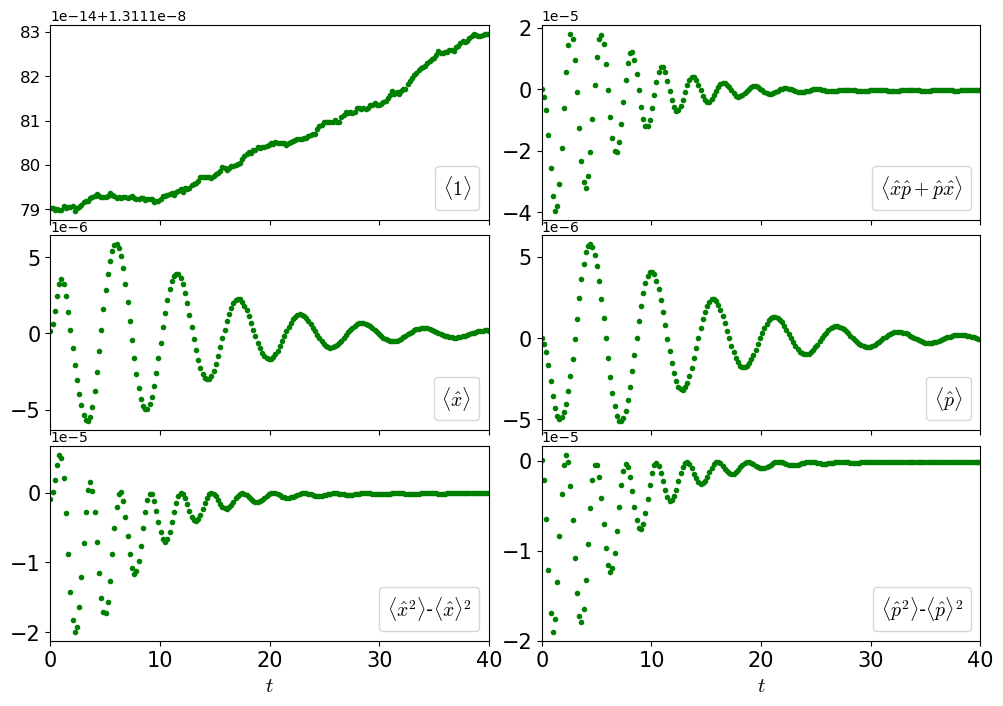 1e−14+1.3111e−8
83
82
81
80
79
⟨1⟩
1e−5
2
0
−2
−4
⟨x̂p̂ + p̂x̂⟩
1e−6
5
0
−5
⟨x̂⟩
1e−6
5
0
−5
⟨p̂⟩
1e−5
0
−1
−2
⟨x̂²⟩-⟨x̂⟩²
0 10 20 30 40
t
1e−5
0
−1
−2
⟨p̂²⟩-⟨p̂⟩²
0 10 20 30 40
t